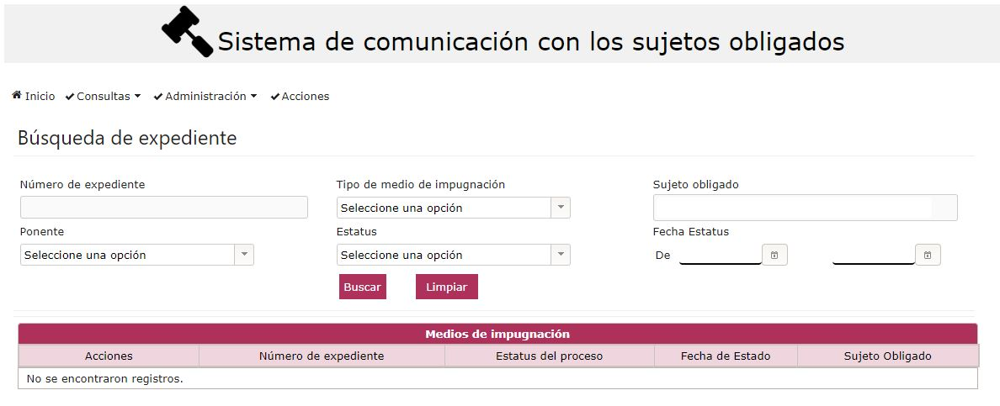 Sistema de comunicación con los sujetos obligados
Inicio Consultas Administración Acciones
Búsqueda de expediente
Número de expediente Tipo de medio de impugnación Sujeto obligado
Seleccione una opción
Ponente Estatus Fecha Estatus
Seleccione una opción Seleccione una opción De
Buscar Limpiar
Medios de impugnación
Acciones Número de expediente Estatus del proceso Fecha de Estado Sujeto Obligado
No se encontraron registros.